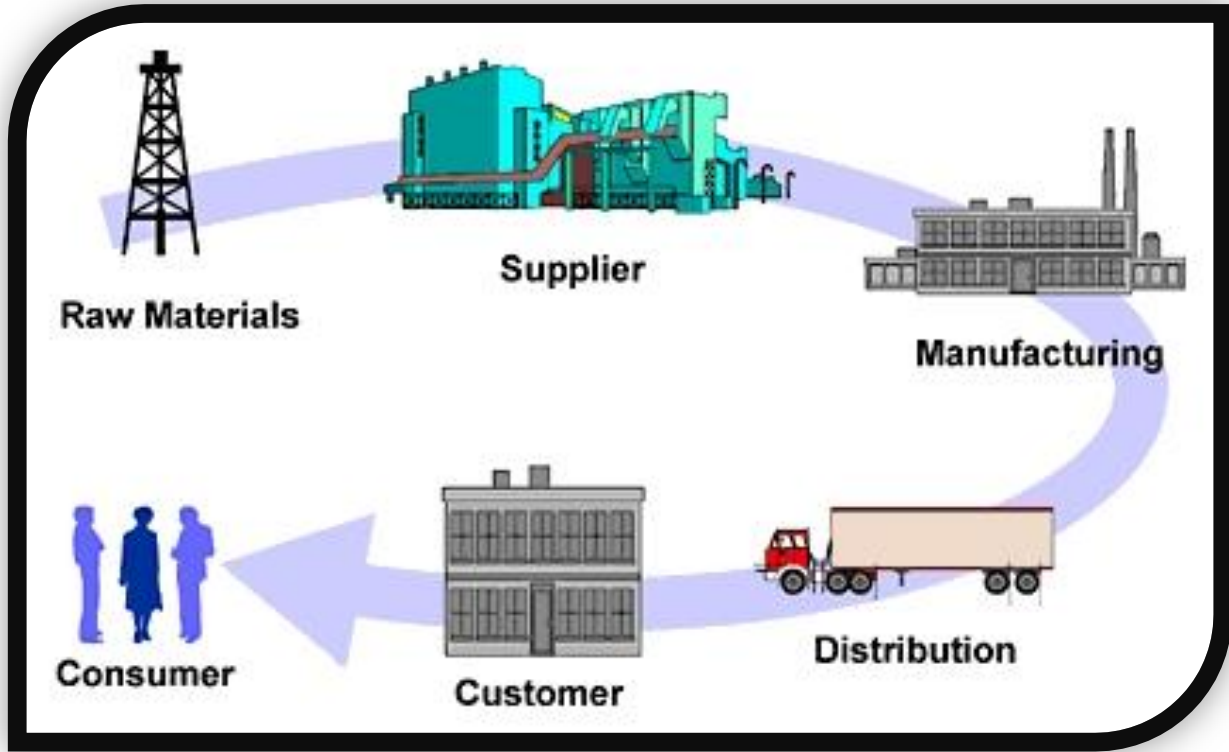 Raw Materials
Supplier
Manufacturing
Distribution
Customer
Consumer